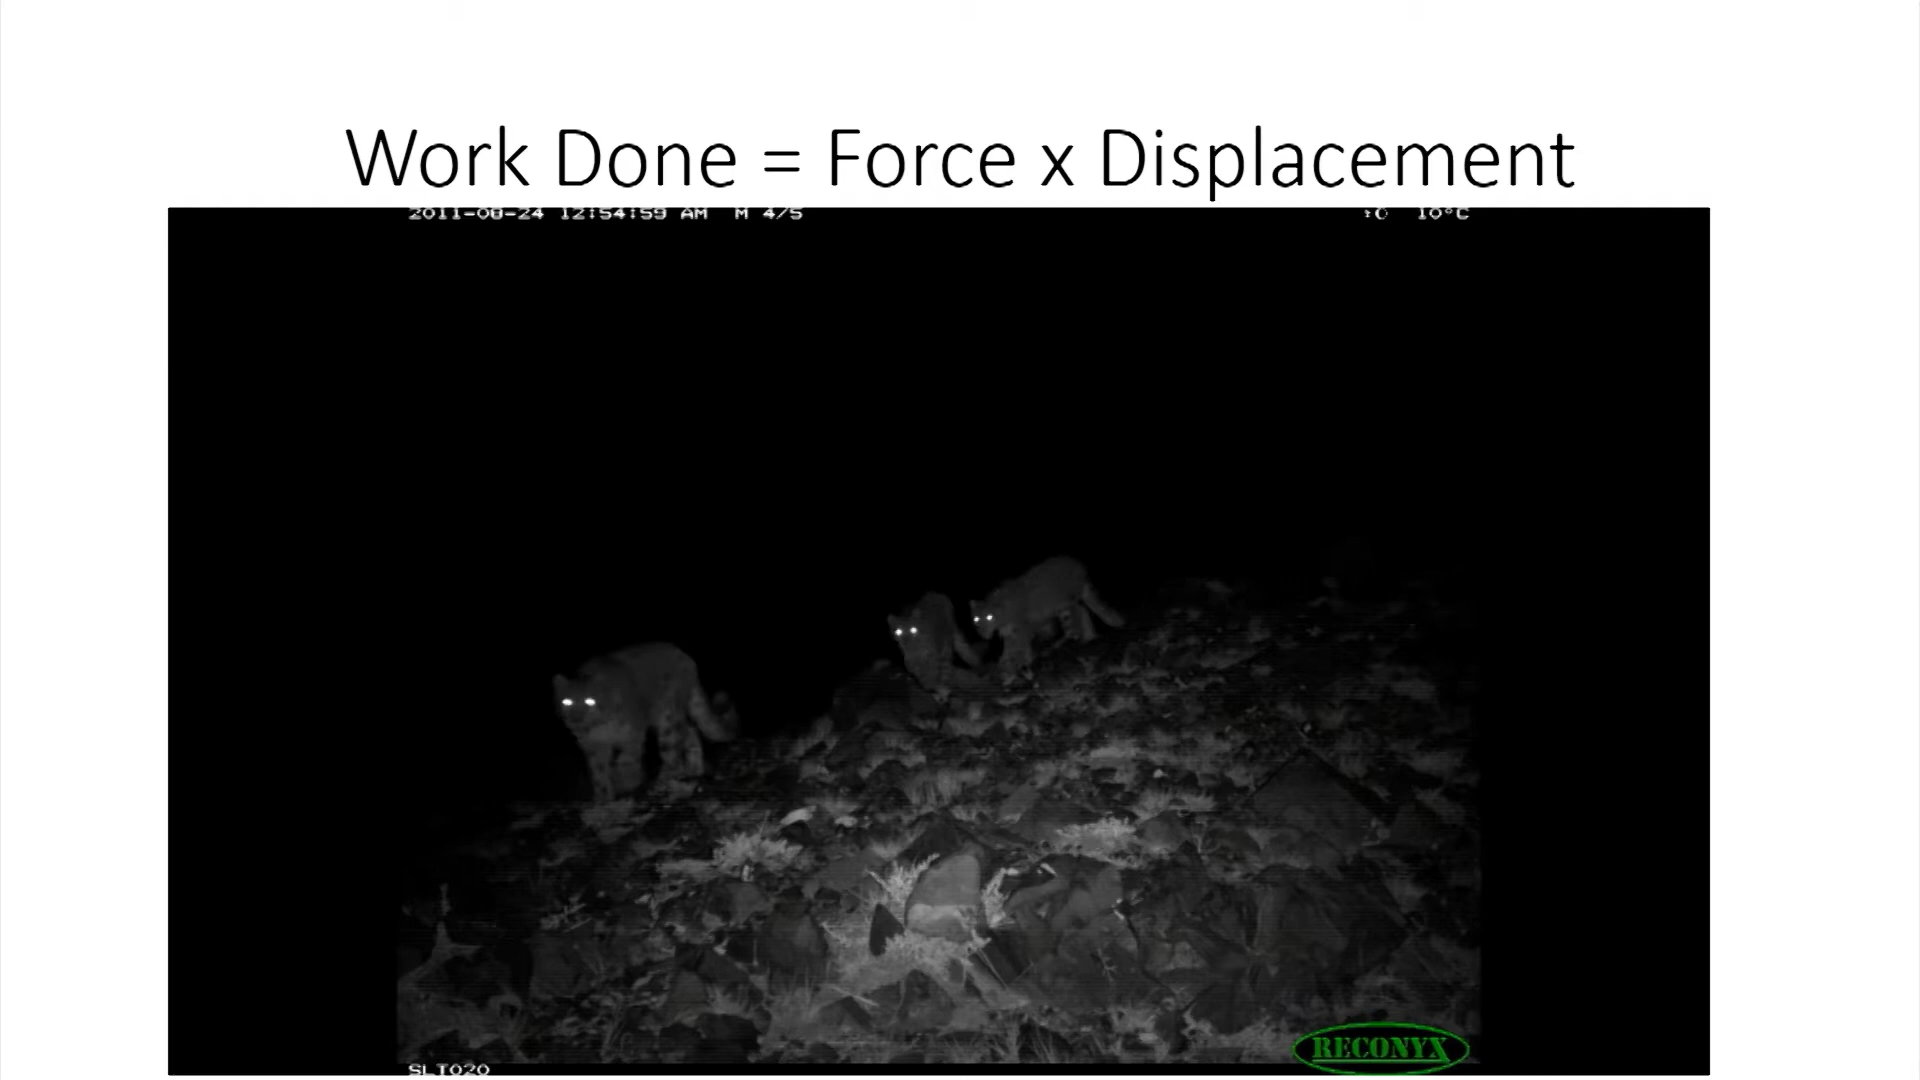 Work Done = Force x Displacement
2011-08-24 12:54:59 AM M 4/5 10°C
SLT020
RECONYX